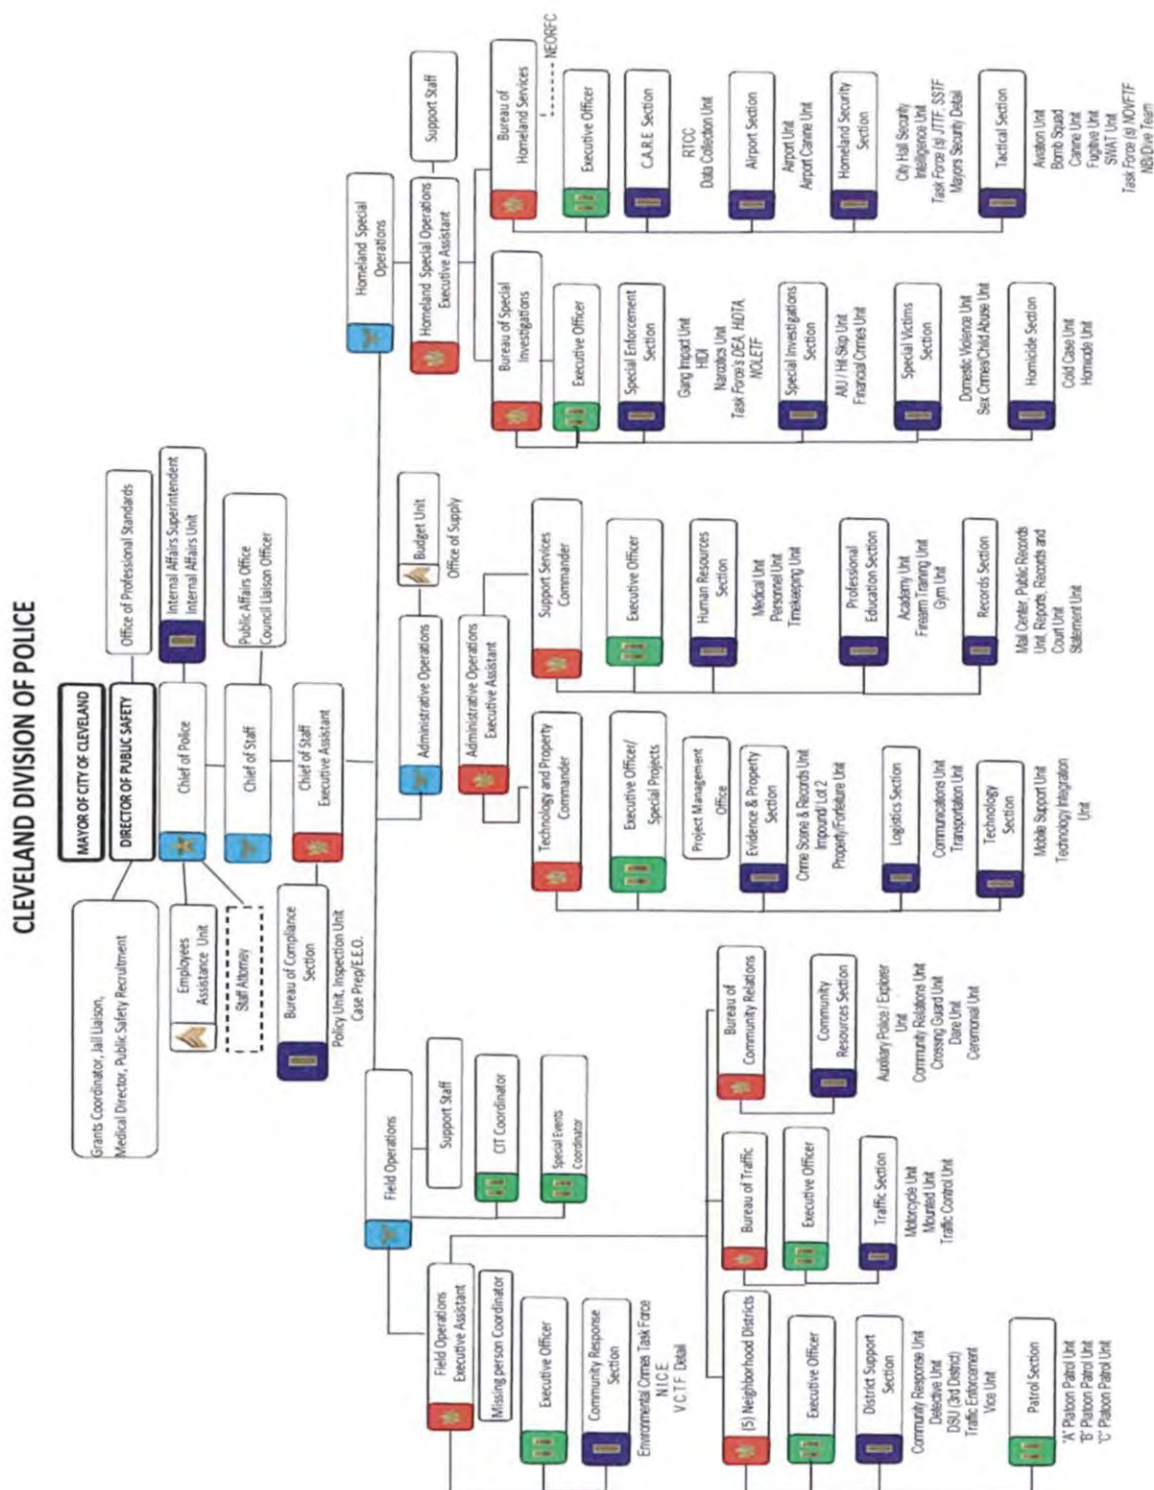 CLEVELAND DIVISION OF POLICE
MAYOR OF CITY OF CLEVELAND
DIRECTOR OF PUBLIC SAFETY
Grants Coordinator, Jail Liaison,
Medical Director, Public Safety Recruitment
Office of Professional Standards
Chief of Police
Internal Affairs Superintendent
Internal Affairs Unit
Employees
Assistance Unit
Staff Attorney
Chief of Staff
Public Affairs Office
Council Liaison Officer
Chief of Staff
Executive Assistant
Bureau of Compliance
Section
Policy Unit, Inspection Unit
Case Prep/E.E.O.
Field Operations
Support Staff
CIT Coordinator
Special Events
Coordinator
Field Operations
Executive Assistant
Missing person Coordinator
Executive Officer
Community Response
Section
Environmental Crimes Task Force
N.I.C.E
V C T F Detail
(5) Neighborhood Districts
Executive Officer
District Support
Section
Community Response Unit
Detective Unit
DSU (3rd District)
Traffic Enforcement
Vice Unit
Patrol Section
"A" Platoon Patrol Unit
'B' Platoon Patrol Unit
'C' Platoon Patrol Unit
Bureau of Traffic
Executive Officer
Traffic Section
Motorcycle Unit
Mounted Unit
Traffic Control Unit
Bureau of
Community Relations
Community
Resources Section
Auxiliary Police / Explorer
Unit
Community Relations Unit
Crossing Guard Unit
Dare Unit
Ceremonial Unit
Administrative Operations
Budget Unit
Office of Supply
Administrative Operations
Executive Assistant
Technology and Property
Commander
Executive Officer/
Special Projects
Project Management
Office
Evidence & Property
Section
Crime Scene & Records Unit
Impound/ Lot 2
Property/Forfeiture Unit
Logistics Section
Communications Unit
Transportation Unit
Technology
Section
Mobile Support Unit
Technology Integration
Unit
Support Services
Commander
Executive Officer
Human Resources
Section
Medical Unit
Personnel Unit
Timekeeping Unit
Professional
Education Section
Academy Unit
Firearm Training Unit
Gym Unit
Records Section
Mail Center, Public Records
Unit, Reports, Records and
Court Unit
Statement Unit
Homeland Special
Operations
Homeland Special Operations
Executive Assistant
Support Staff
Bureau of Special
Investigations
Executive Officer
Special Enforcement
Section
Gang Impact Unit
HIDI
Narcotics Unit
Task Force's DEA, HIDTA,
NOLETF
Special Investigations
Section
AIU / Hit-Skip Unit
Financial Crimes Unit
Special Victims
Section
Domestic Violence Unit
Sex Crimes/Child Abuse Unit
Homicide Section
Cold Case Unit
Homicide Unit
Bureau of
Homeland Services
NEORFC
Executive Officer
C.A.R.E Section
RTCC
Data Collection Unit
Airport Section
Airport Unit
Airport Canine Unit
Homeland Security
Section
City Hall Security
Intelligence Unit
Task Force (s) JTTF, SSTF
Mayors Security Detail
Tactical Section
Aviation Unit
Bomb Squad
Canine Unit
Fugitive Unit
SWAT Unit
Task Force (s) NOVFTF
NB/Dive Team